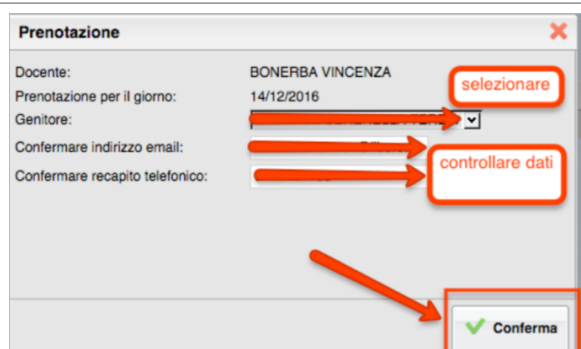 Prenotazione
Docente: BONERBA VINCENZA
selezionare
Prenotazione per il giorno: 14/12/2016
Genitore:
Confermare indirizzo email:
controllare dati
Confermare recapito telefonico:
Conferma